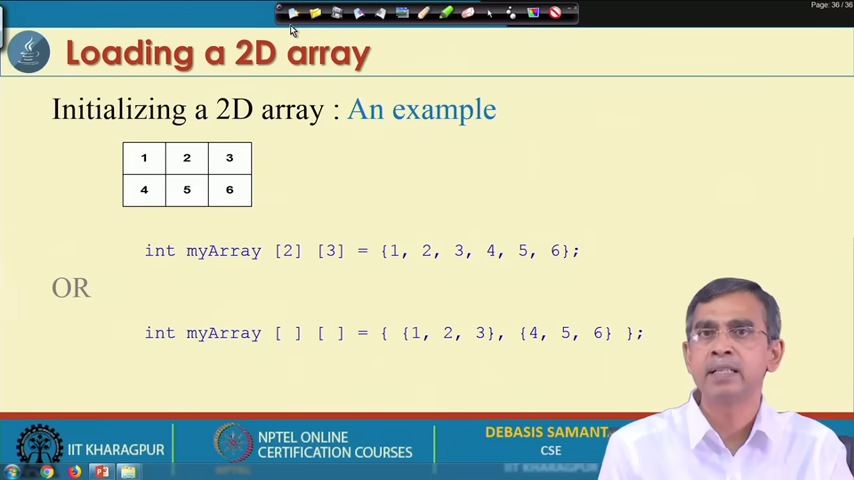 Page: 36 / 36
Loading a 2D array
Initializing a 2D array : An example
1 2 3
4 5 6
int myArray [2] [3] = {1, 2, 3, 4, 5, 6};
OR
int myArray [ ] [ ] = { {1, 2, 3}, {4, 5, 6} };
IIT KHARAGPUR
NPTEL ONLINE
CERTIFICATION COURSES
DEBASIS SAMANT
CSE